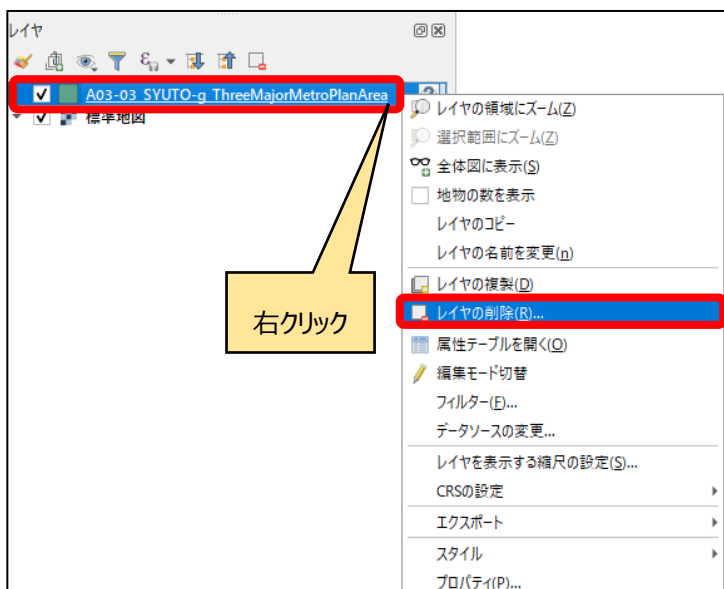 レイヤ
A03-03_SYUTO-g_ThreeMajorMetroPlanArea
標準地図
右クリック
レイヤの領域にズーム(Z)
選択範囲にズーム(Z)
全体図に表示(S)
地物の数を表示
レイヤのコピー
レイヤの名前を変更(n)
レイヤの複製(D)
レイヤの削除(R)...
属性テーブルを開く(O)
編集モード切替
フィルター(F)...
データソースの変更...
レイヤを表示する縮尺の設定(S)...
CRSの設定
エクスポート
スタイル
プロパティ(P)...